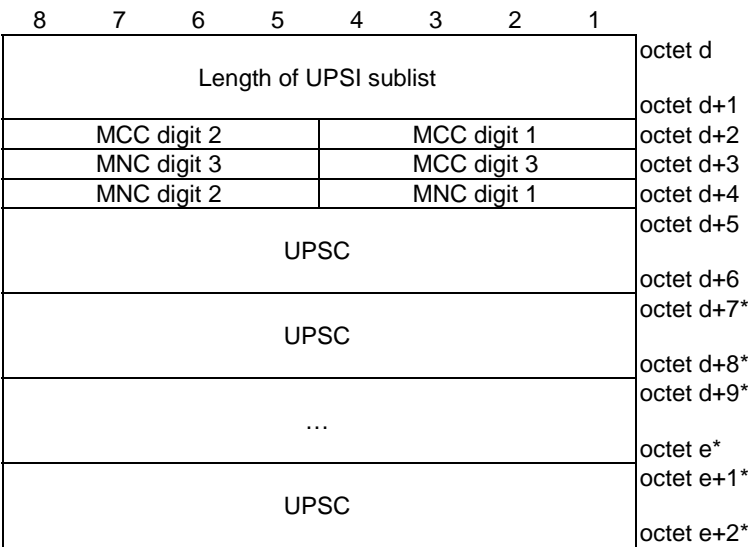 8 7 6 5 4 3 2 1
octet d
Length of UPSI sublist
octet d+1
MCC digit 2 MCC digit 1 octet d+2
MNC digit 3 MCC digit 3 octet d+3
MNC digit 2 MNC digit 1 octet d+4
octet d+5
UPSC
octet d+6
octet d+7*
UPSC
octet d+8*
octet d+9*
…
octet e*
octet e+1*
UPSC
octet e+2*